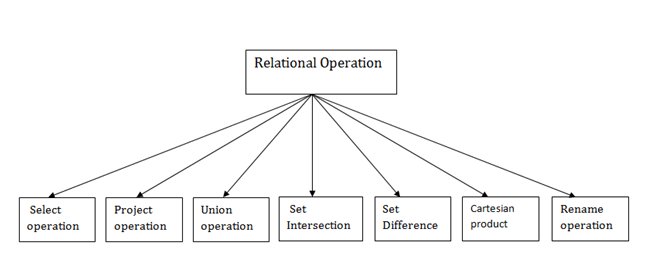 Relational Operation
Select
operation
Project
operation
Union
operation
Set
Intersection
Set
Difference
Cartesian
product
Rename
operation